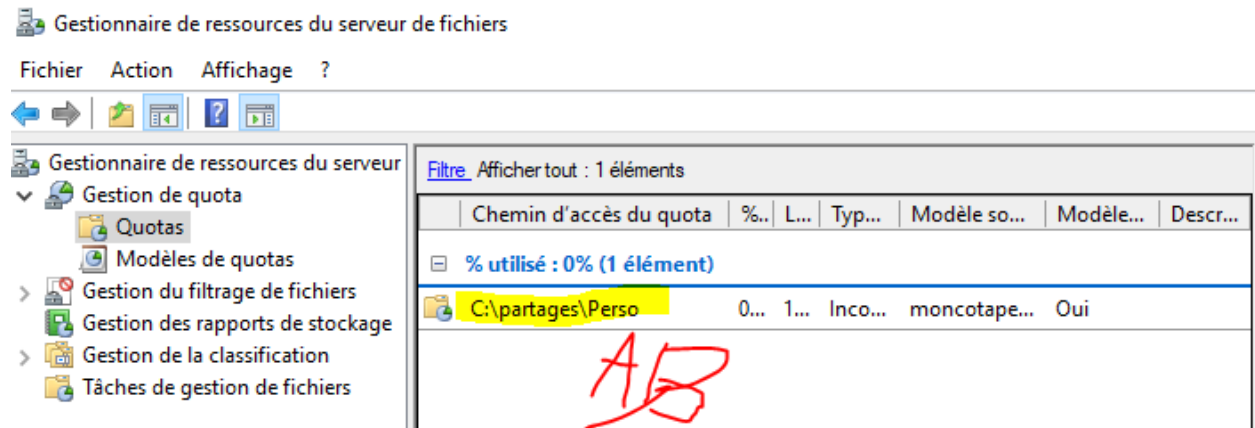 Gestionnaire de ressources du serveur de fichiers
Fichier Action Affichage ?
Gestionnaire de ressources du serveur
Gestion de quota
Quotas
Modèles de quotas
Gestion du filtrage de fichiers
Gestion des rapports de stockage
Gestion de la classification
Tâches de gestion de fichiers
Filtre Afficher tout : 1 éléments
Chemin d'accès du quota %.. L... Typ... Modèle so... Modèle... Descr...
% utilisé : 0% (1 élément)
C:\partages\Perso 0... 1... Inco... moncotape... Oui
AB